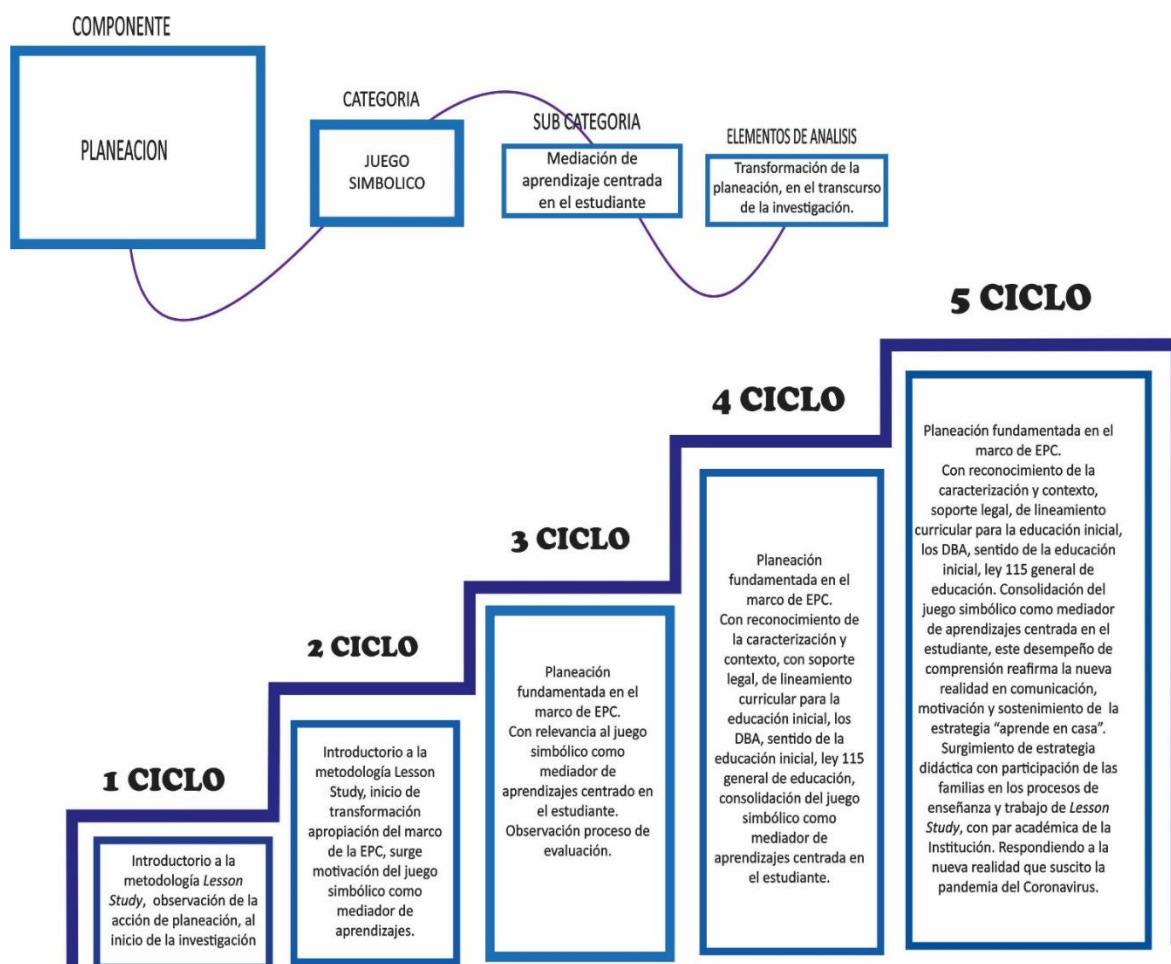 COMPONENTE
PLANEACION
CATEGORIA
JUEGO
SIMBOLICO
SUB CATEGORIA
Mediación de
aprendizaje centrada
en el estudiante
ELEMENTOS DE ANALISIS
Transformación de la
planeación, en el transcurso
de la investigación.
1 CICLO
Introductorio a la
metodología Lesson
Study, observación de la
acción de planeación, al
inicio de la investigación
2 CICLO
Introductorio a la
metodología Lesson
Study, inicio de
transformación
apropiación del marco
de la EPC, surge
motivación del juego
simbólico como
mediador de
aprendizajes.
3 CICLO
Planeación
fundamentada en el
marco de EPC.
Con relevancia al juego
simbólico como
mediador de
aprendizajes centrado en
el estudiante.
Observación proceso de
evaluación.
4 CICLO
Planeación
fundamentada en el
marco de EPC.
Con reconocimiento de
la caracterización y
contexto, con soporte
legal, de lineamiento
curricular para la
educación inicial, los
DBA, sentido de la
educación inicial, ley 115
general de educación,
consolidación del juego
simbólico como
mediador de
aprendizajes centrada en
el estudiante.
5 CICLO
Planeación fundamentada en el
marco de EPC.
Con reconocimiento de la
caracterización y contexto,
soporte legal, de lineamiento
curricular para la educación inicial,
los DBA, sentido de la educación
inicial, ley 115 general de
educación. Consolidación del
juego simbólico como mediador
de aprendizajes centrada en el
estudiante, este desempeño de
comprensión reafirma la nueva
realidad en comunicación,
motivación y sostenimiento de la
estrategia “aprende en casa”.
Surgimiento de estrategia
didáctica con participación de las
familias en los procesos de
enseñanza y trabajo de Lesson
Study, con par académica de la
Institución. Respondiendo a la
nueva realidad que suscito la
pandemia del Coronavirus.